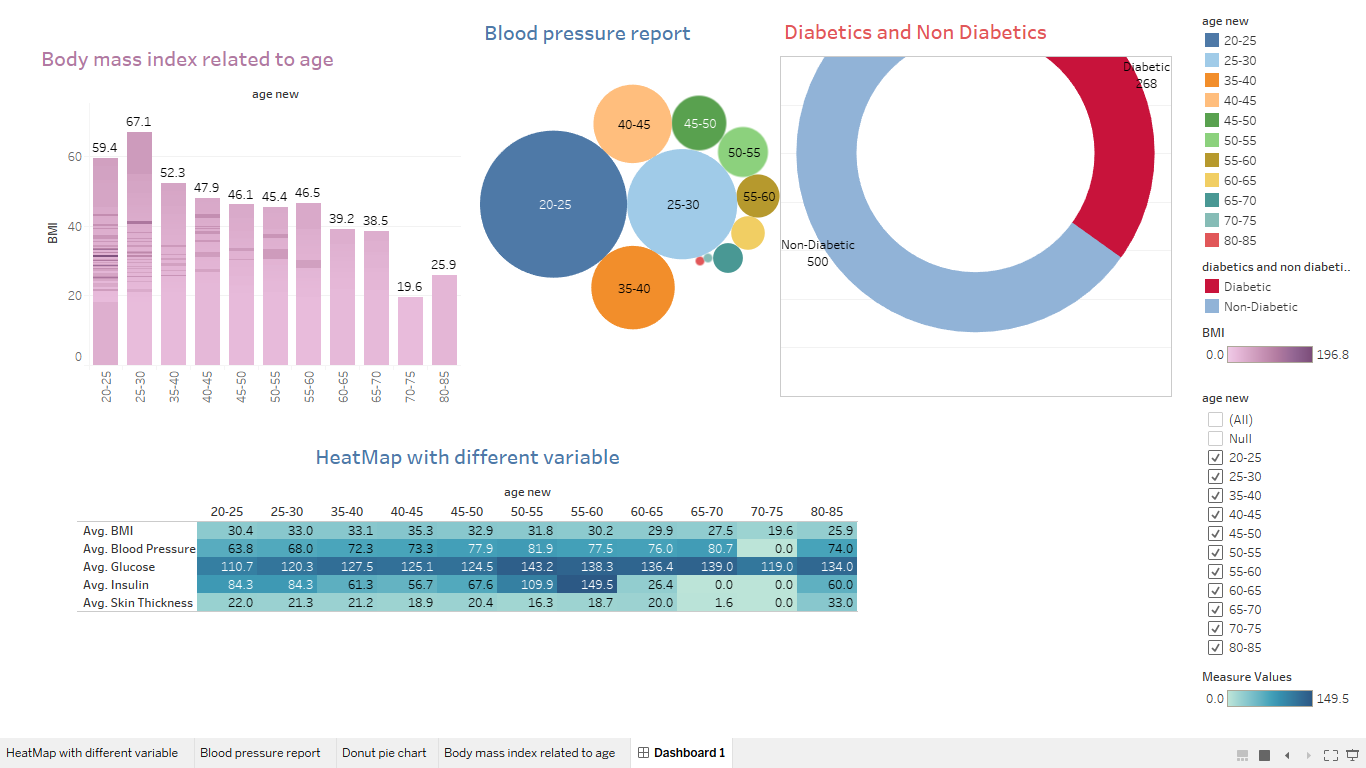 Body mass index related to age
age new
BMI
60
40
20
0
59.4
67.1
52.3
47.9
46.1
45.4
46.5
39.2
38.5
19.6
25.9
20-25
25-30
35-40
40-45
45-50
50-55
55-60
60-65
65-70
70-75
80-85
Blood pressure report
40-45
45-50
50-55
20-25
25-30
55-60
35-40
Diabetics and Non Diabetics
Diabetic
268
Non-Diabetic
500
age new
20-25
25-30
35-40
40-45
45-50
50-55
55-60
60-65
65-70
70-75
80-85
diabetics and non diabeti..
Diabetic
Non-Diabetic
BMI
0.0 196.8
age new
(All)
Null
20-25
25-30
35-40
40-45
45-50
50-55
55-60
60-65
65-70
70-75
80-85
Measure Values
0.0 149.5
HeatMap with different variable
age new
20-25 25-30 35-40 40-45 45-50 50-55 55-60 60-65 65-70 70-75 80-85
Avg. BMI 30.4 33.0 33.1 35.3 32.9 31.8 30.2 29.9 27.5 19.6 25.9
Avg. Blood Pressure 63.8 68.0 72.3 73.3 77.9 81.9 77.5 76.0 80.7 0.0 74.0
Avg. Glucose 110.7 120.3 127.5 125.1 124.5 143.2 138.3 136.4 139.0 119.0 134.0
Avg. Insulin 84.3 84.3 61.3 56.7 67.6 109.9 149.5 26.4 0.0 0.0 60.0
Avg. Skin Thickness 22.0 21.3 21.2 18.9 20.4 16.3 18.7 20.0 1.6 0.0 33.0
HeatMap with different variable Blood pressure report Donut pie chart Body mass index related to age Dashboard 1